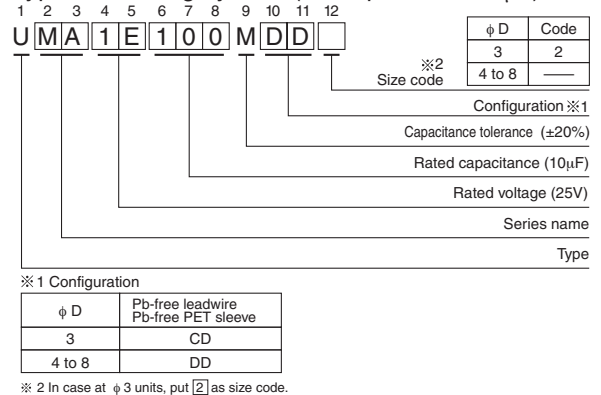 1 2 3 4 5 6 7 8 9 10 11 12
U M A 1 E 1 0 0 M D D
φ D Code
3 2
4 to 8 ——
※2
Size code
Configuration ※1
Capacitance tolerance (±20%)
Rated capacitance (10μF)
Rated voltage (25V)
Series name
Type
※1 Configuration
φ D Pb-free leadwire
Pb-free PET sleeve
3 CD
4 to 8 DD
※ 2 In case at φ 3 units, put 2 as size code.